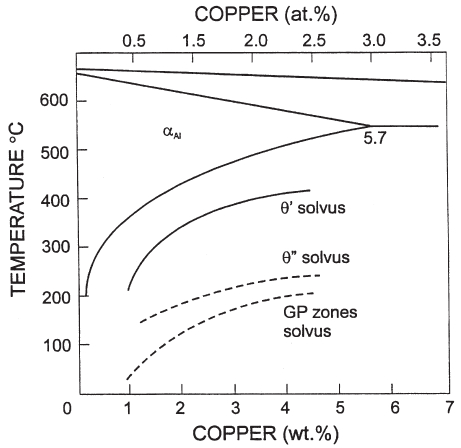 COPPER (at.%)
0.5 1.5 2.0 2.5 3.0 3.5
TEMPERATURE °C
600
500
400
300
200
100
0
α Al
5.7
θ' solvus
θ" solvus
GP zones
solvus
1 2 3 4 5 6 7
COPPER (wt.%)